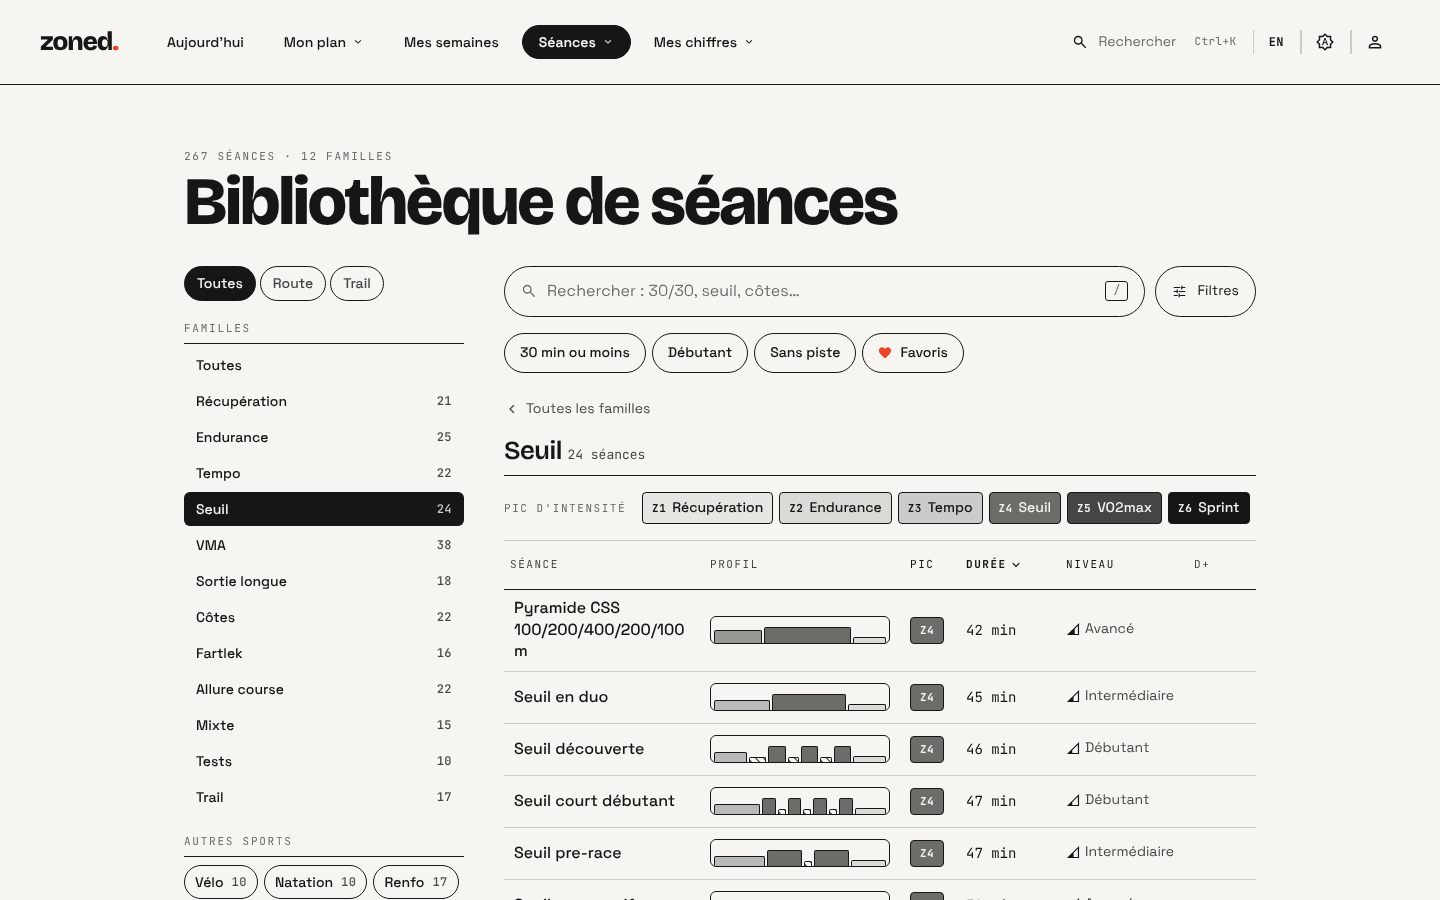 zoned.
Aujourd'hui
Mon plan
Mes semaines
Séances
Mes chiffres
Rechercher Ctrl+K
EN
A
267 SÉANCES · 12 FAMILLES
Bibliothèque de séances
Toutes Route Trail
FAMILLES
Toutes
Récupération 21
Endurance 25
Tempo 22
Seuil 24
VMA 38
Sortie longue 18
Côtes 22
Fartlek 16
Allure course 22
Mixte 15
Tests 10
Trail 17
AUTRES SPORTS
Vélo 10 Natation 10 Renfo 17
Rechercher : 30/30, seuil, côtes… /
Filtres
30 min ou moins Débutant Sans piste Favoris
Toutes les familles
Seuil 24 séances
PIC D'INTENSITÉ Z1 Récupération Z2 Endurance Z3 Tempo Z4 Seuil Z5 VO2max Z6 Sprint
SÉANCE PROFIL PIC DURÉE NIVEAU D+
Pyramide CSS
100/200/400/200/100
m
Z4 42 min Avancé
Seuil en duo Z4 45 min Intermédiaire
Seuil découverte Z4 46 min Débutant
Seuil court débutant Z4 47 min Débutant
Seuil pre-race Z4 47 min Intermédiaire